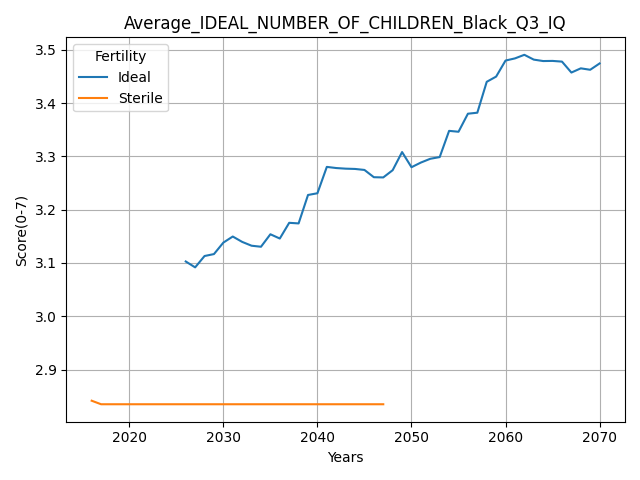 Average_IDEAL_NUMBER_OF_CHILDREN_Black_Q3_IQ
Fertility
Ideal
Sterile
Score(0-7)
3.5
3.4
3.3
3.2
3.1
3.0
2.9
2020 2030 2040 2050 2060 2070
Years